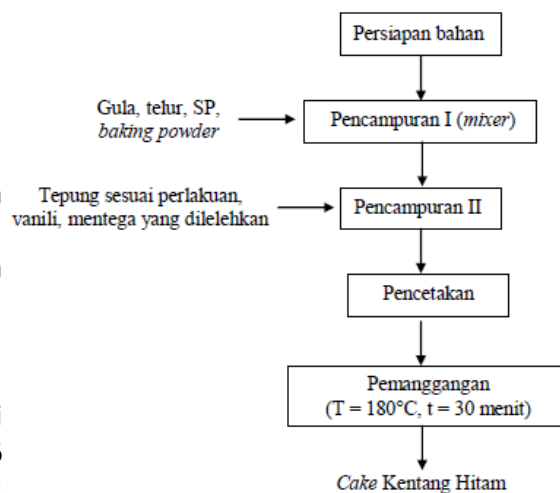 Persiapan bahan
Gula, telur, SP,
baking powder
Pencampuran I (mixer)
Tepung sesuai perlakuan,
vanili, mentega yang dilelehkan
Pencampuran II
Pencetakan
Pemanggangan
(T = 180°C, t = 30 menit)
Cake Kentang Hitam